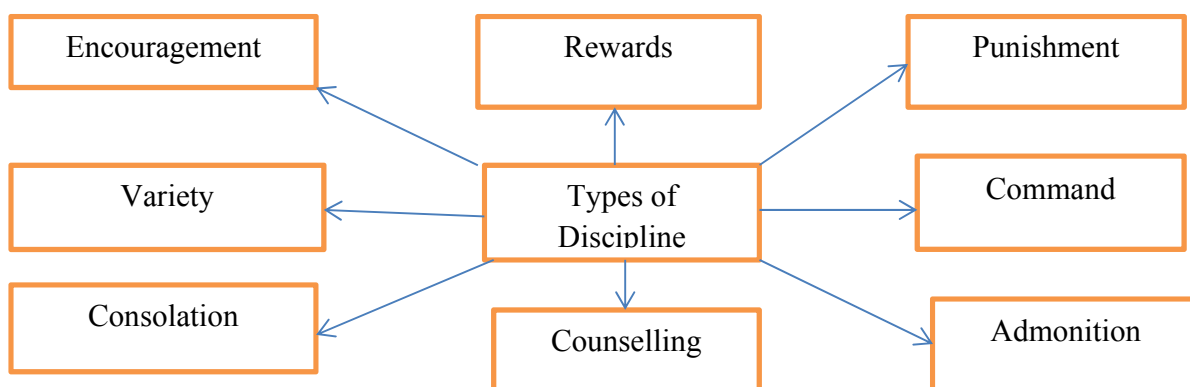 Encouragement
Rewards
Punishment
Variety
Types of
Discipline
Command
Consolation
Counselling
Admonition